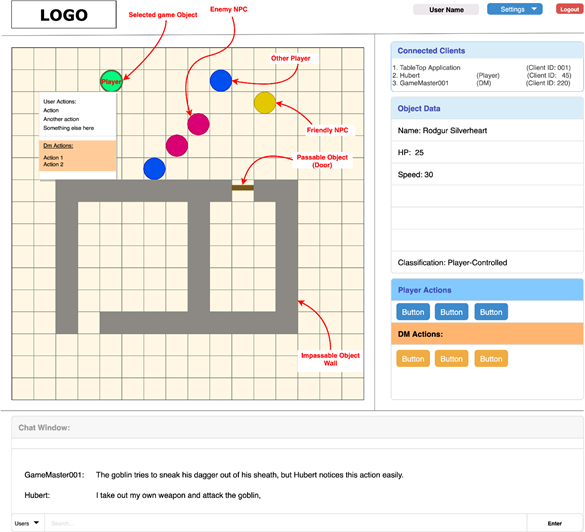 LOGO
Selected game Object
Enemy NPC
User Name
Settings
Logout
Other Player
Player
User Actions:
Action
Another action
Something else here
Dm Actions:
Action 1
Action 2
Friendly NPC
Passable Object
(Door)
Impassable Object
Wall
Connected Clients
1. TableTop Application (Client ID: 001)
2. Hubert (Player) (Client ID: 45)
3. GameMaster001 (DM) (Client ID: 220)
Object Data
Name: Rodgur Silverheart
HP: 25
Speed: 30
Classification: Player-Controlled
Player Actions
Button Button Button
DM Actions:
Button Button Button
Chat Window:
GameMaster001: The goblin tries to sneak his dagger out of his sheath, but Hubert notices this action easily.
Hubert: I take out my own weapon and attack the goblin,
Users Search... Enter